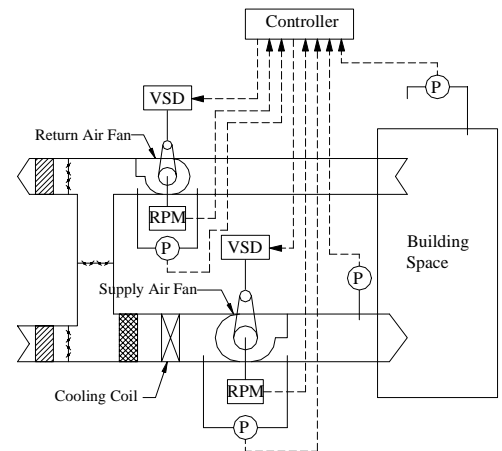 Controller
P
VSD
Return Air Fan
RPM
P
VSD
Building
Space
P
Supply Air Fan
RPM
Cooling Coil
P